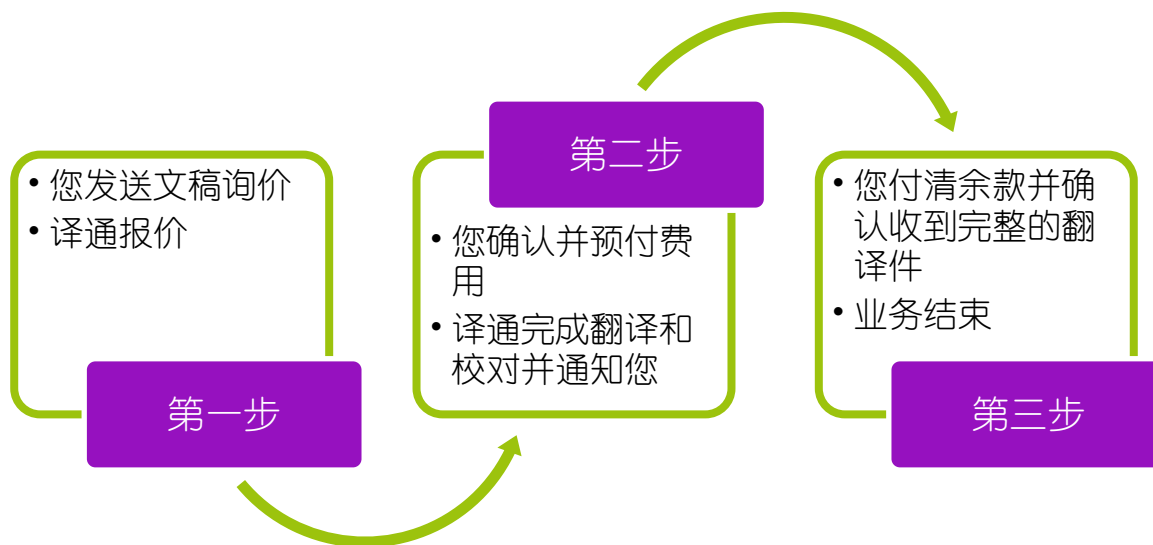 • 您发送文稿询价
• 译通报价
第一步
第二步
• 您确认并预付费
用
• 译通完成翻译和
校对并通知您
• 您付清余款并确
认收到完整的翻
译件
• 业务结束
第三步